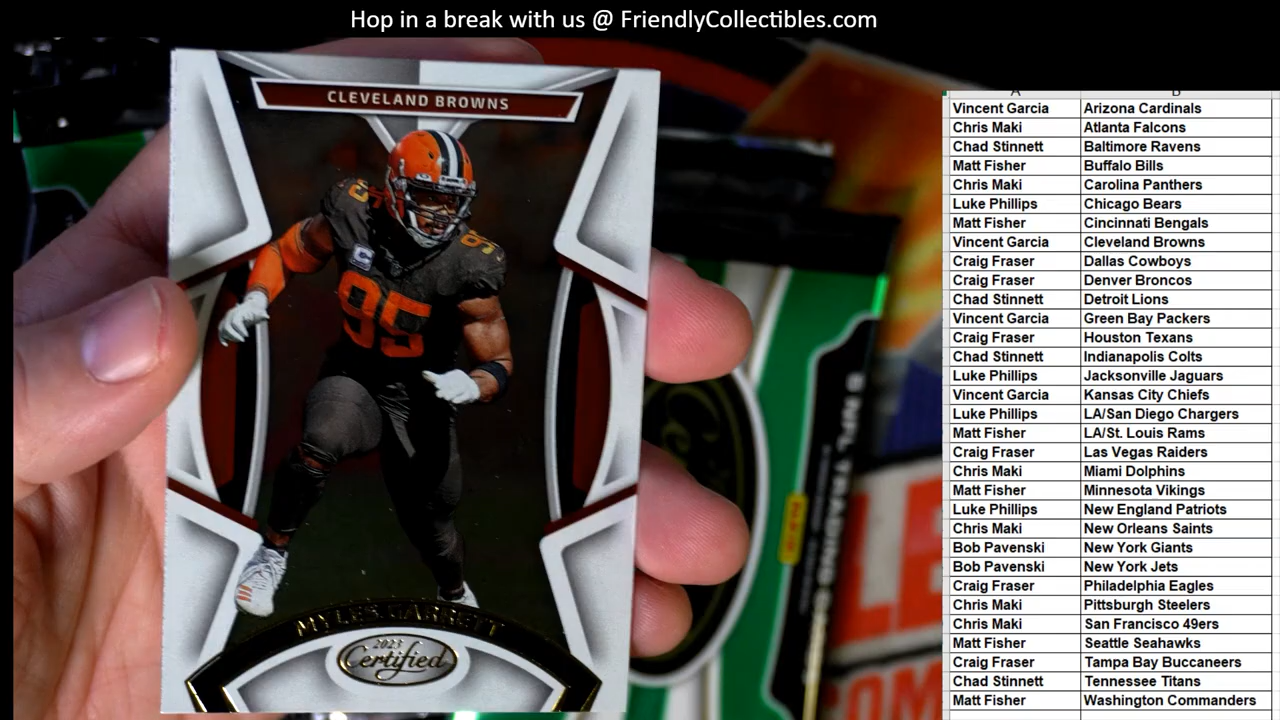 Hop in a break with us @ FriendlyCollectibles.com
CLEVELAND BROWNS
95
95
MYLES GARRETT
2023
Certified
8 NFL TRADING CARDS
PANINI
A B
Vincent Garcia Arizona Cardinals
Chris Maki Atlanta Falcons
Chad Stinnett Baltimore Ravens
Matt Fisher Buffalo Bills
Chris Maki Carolina Panthers
Luke Phillips Chicago Bears
Matt Fisher Cincinnati Bengals
Vincent Garcia Cleveland Browns
Craig Fraser Dallas Cowboys
Craig Fraser Denver Broncos
Chad Stinnett Detroit Lions
Vincent Garcia Green Bay Packers
Craig Fraser Houston Texans
Chad Stinnett Indianapolis Colts
Luke Phillips Jacksonville Jaguars
Vincent Garcia Kansas City Chiefs
Luke Phillips LA/San Diego Chargers
Matt Fisher LA/St. Louis Rams
Craig Fraser Las Vegas Raiders
Chris Maki Miami Dolphins
Matt Fisher Minnesota Vikings
Luke Phillips New England Patriots
Chris Maki New Orleans Saints
Bob Pavenski New York Giants
Bob Pavenski New York Jets
Craig Fraser Philadelphia Eagles
Chris Maki Pittsburgh Steelers
Chris Maki San Francisco 49ers
Matt Fisher Seattle Seahawks
Craig Fraser Tampa Bay Buccaneers
Chad Stinnett Tennessee Titans
Matt Fisher Washington Commanders